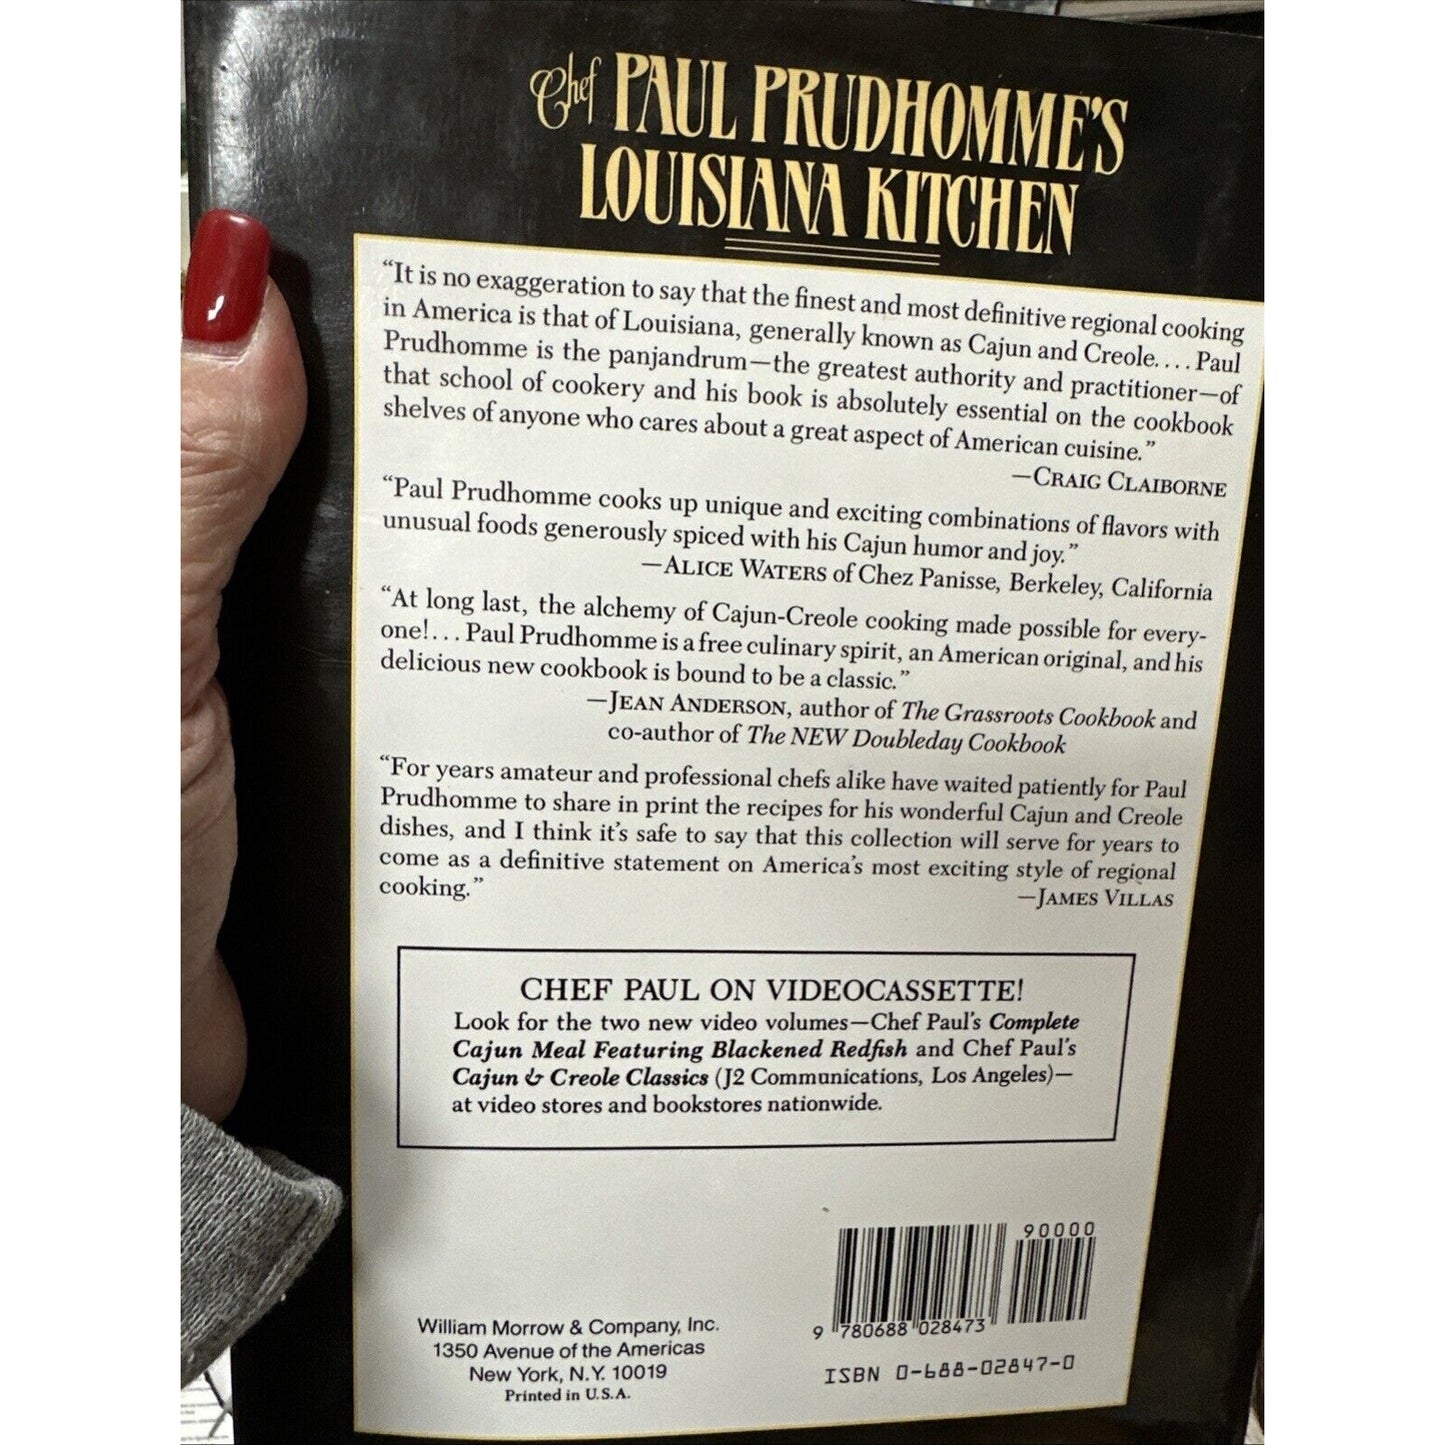 Chef PAUL PRUDHOMME'S
LOUISIANA KITCHEN
“It is no exaggeration to say that the finest and most definitive regional cooking
in America is that of Louisiana, generally known as Cajun and Creole.... Paul
Prudhomme is the panjandrum—the greatest authority and practitioner—of
that school of cookery and his book is absolutely essential on the cookbook
shelves of anyone who cares about a great aspect of American cuisine.”
—CRAIG CLAIBORNE
“Paul Prudhomme cooks up unique and exciting combinations of flavors with
unusual foods generously spiced with his Cajun humor and joy.”
—ALICE WATERS of Chez Panisse, Berkeley, California
“At long last, the alchemy of Cajun-Creole cooking made possible for every-
one!... Paul Prudhomme is a free culinary spirit, an American original, and his
delicious new cookbook is bound to be a classic.”
—JEAN ANDERSON, author of The Grassroots Cookbook and
co-author of The NEW Doubleday Cookbook
“For years amateur and professional chefs alike have waited patiently for Paul
Prudhomme to share in print the recipes for his wonderful Cajun and Creole
dishes, and I think it's safe to say that this collection will serve for years to
come as a definitive statement on America's most exciting style of regional
cooking.”
—JAMES VILLAS
CHEF PAUL ON VIDEOCASSETTE!
Look for the two new video volumes—Chef Paul's Complete
Cajun Meal Featuring Blackened Redfish and Chef Paul's
Cajun & Creole Classics (J2 Communications, Los Angeles)—
at video stores and bookstores nationwide.
90000
9 780688 028473
ISBN 0-688-02847-0
William Morrow & Company, Inc.
1350 Avenue of the Americas
New York, N.Y. 10019
Printed in U.S.A.